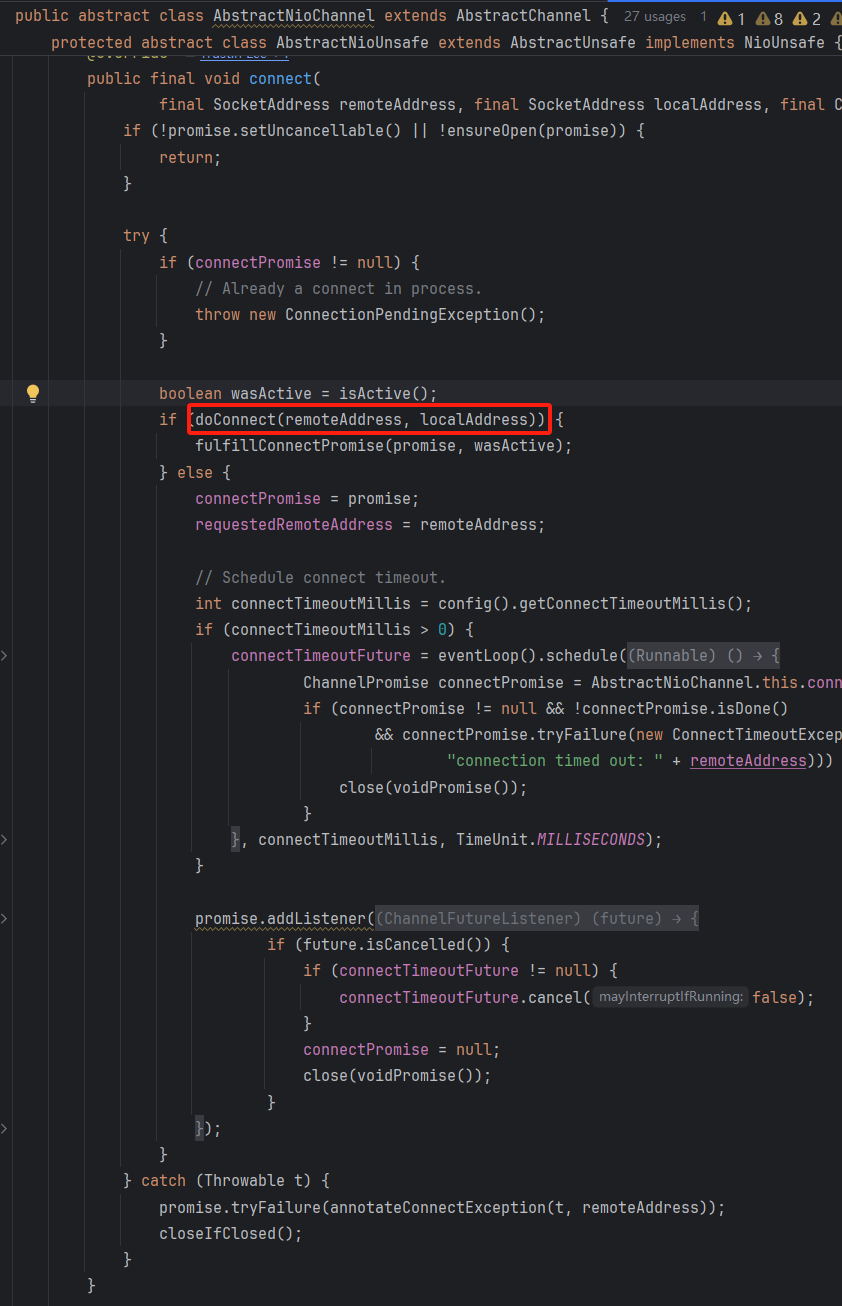 public abstract class AbstractNioChannel extends AbstractChannel { 27 usages 1 1 8 2
protected abstract class AbstractNioUnsafe extends AbstractUnsafe implements NioUnsafe {
public final void connect(
final SocketAddress remoteAddress, final SocketAddress localAddress, final C
if (!promise.setUncancellable() || !ensureOpen(promise)) {
return;
}
try {
if (connectPromise != null) {
// Already a connect in process.
throw new ConnectionPendingException();
}
boolean wasActive = isActive();
if (doConnect(remoteAddress, localAddress)) {
fulfillConnectPromise(promise, wasActive);
} else {
connectPromise = promise;
requestedRemoteAddress = remoteAddress;
// Schedule connect timeout.
int connectTimeoutMillis = config().getConnectTimeoutMillis();
if (connectTimeoutMillis > 0) {
connectTimeoutFuture = eventLoop().schedule((Runnable) () → {
ChannelPromise connectPromise = AbstractNioChannel.this.conn
if (connectPromise != null && !connectPromise.isDone()
&& connectPromise.tryFailure(new ConnectTimeoutExcep
"connection timed out: " + remoteAddress)))
close(voidPromise());
}
}, connectTimeoutMillis, TimeUnit.MILLISECONDS);
}
promise.addListener((ChannelFutureListener) (future) → {
if (future.isCancelled()) {
if (connectTimeoutFuture != null) {
connectTimeoutFuture.cancel( mayInterruptIfRunning: false);
}
connectPromise = null;
close(voidPromise());
}
});
}
} catch (Throwable t) {
promise.tryFailure(annotateConnectException(t, remoteAddress));
closeIfClosed();
}
}